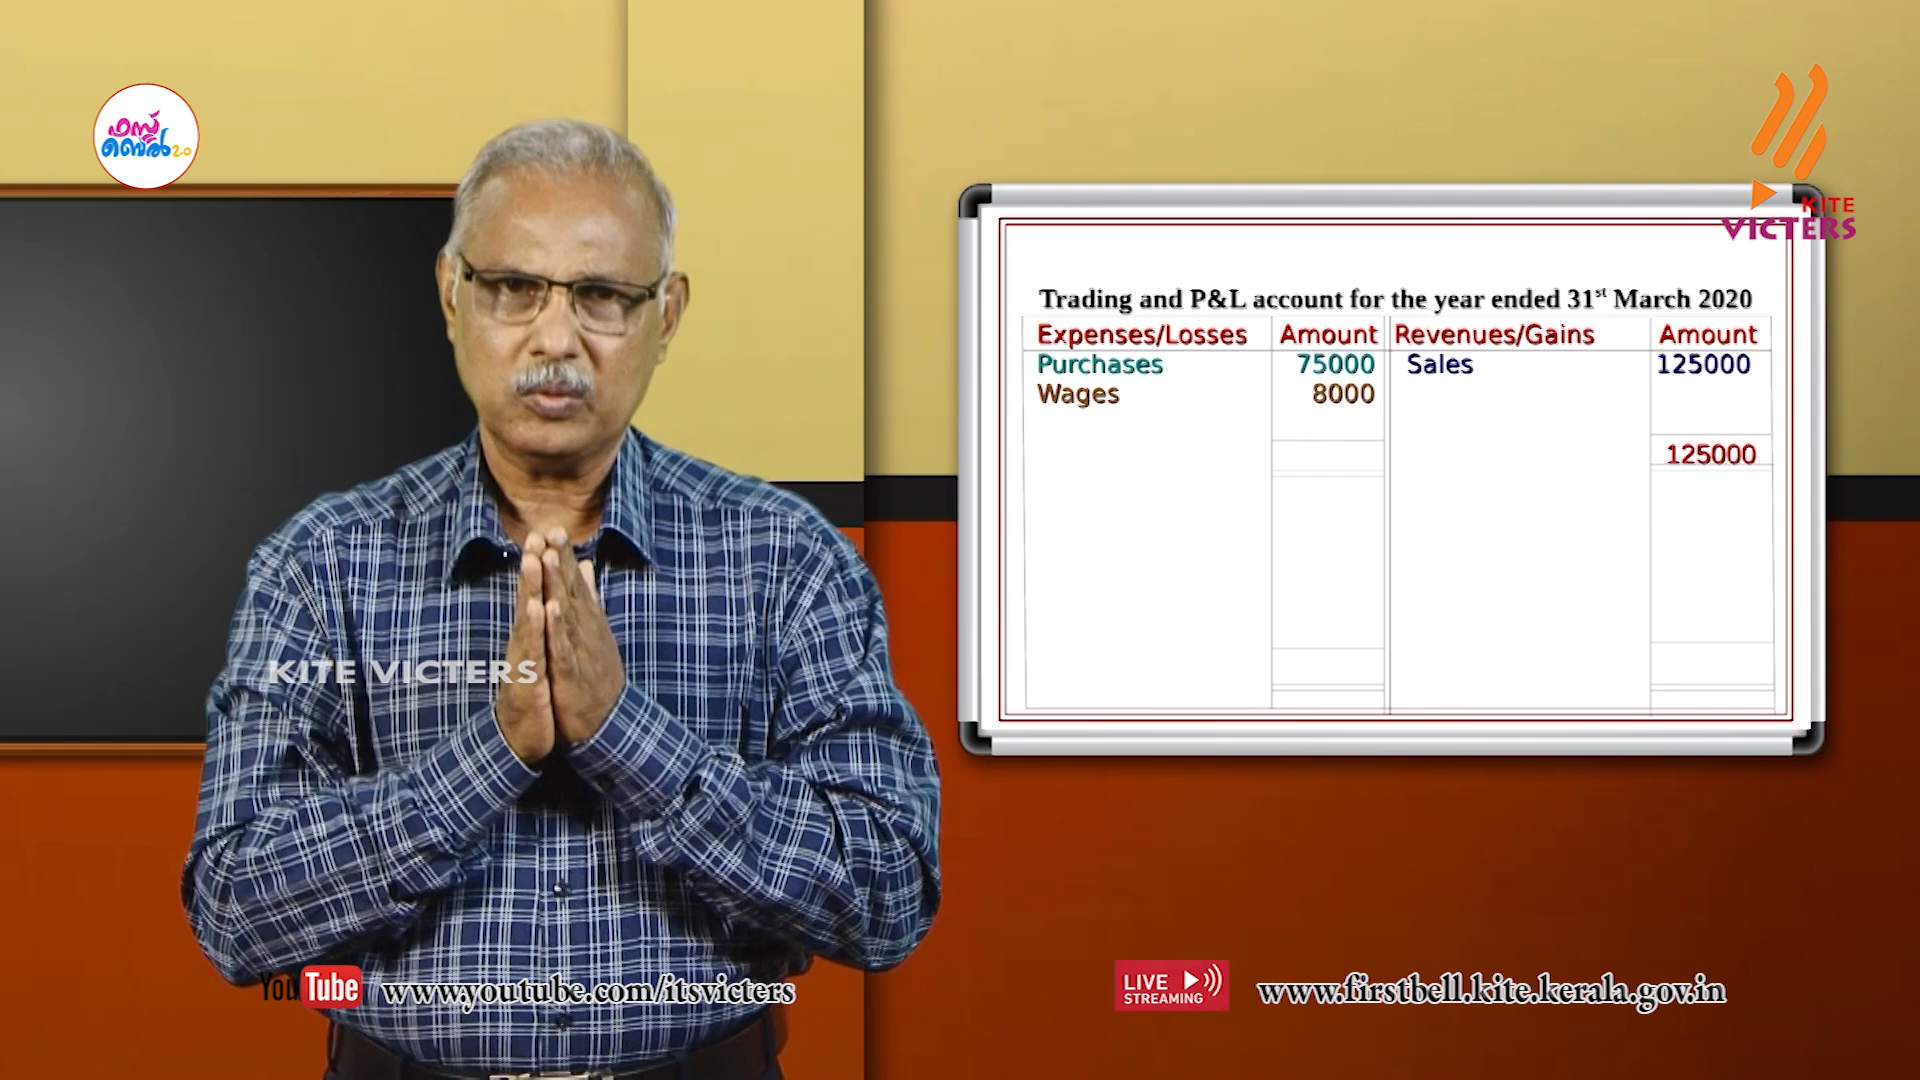 ഫസ്റ്റ്
ബെൽ 2.0
KITE
VICTERS
Trading and P&L account for the year ended 31st March 2020
Expenses/Losses Amount Revenues/Gains Amount
Purchases 75000 Sales 125000
Wages 8000
125000
KITE VICTERS
YouTube www.youtube.com/itsvicters
LIVE STREAMING www.firstbell.kite.kerala.gov.in